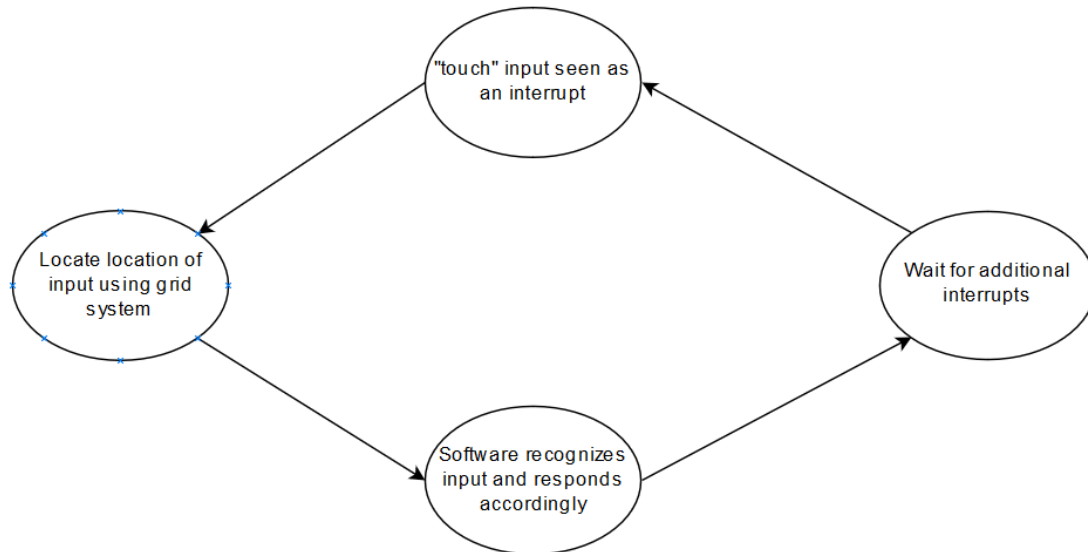 "touch" input seen as
an interrupt
Locate location of
input using grid
system
Wait for additional
interrupts
Software recognizes
input and responds
accordingly